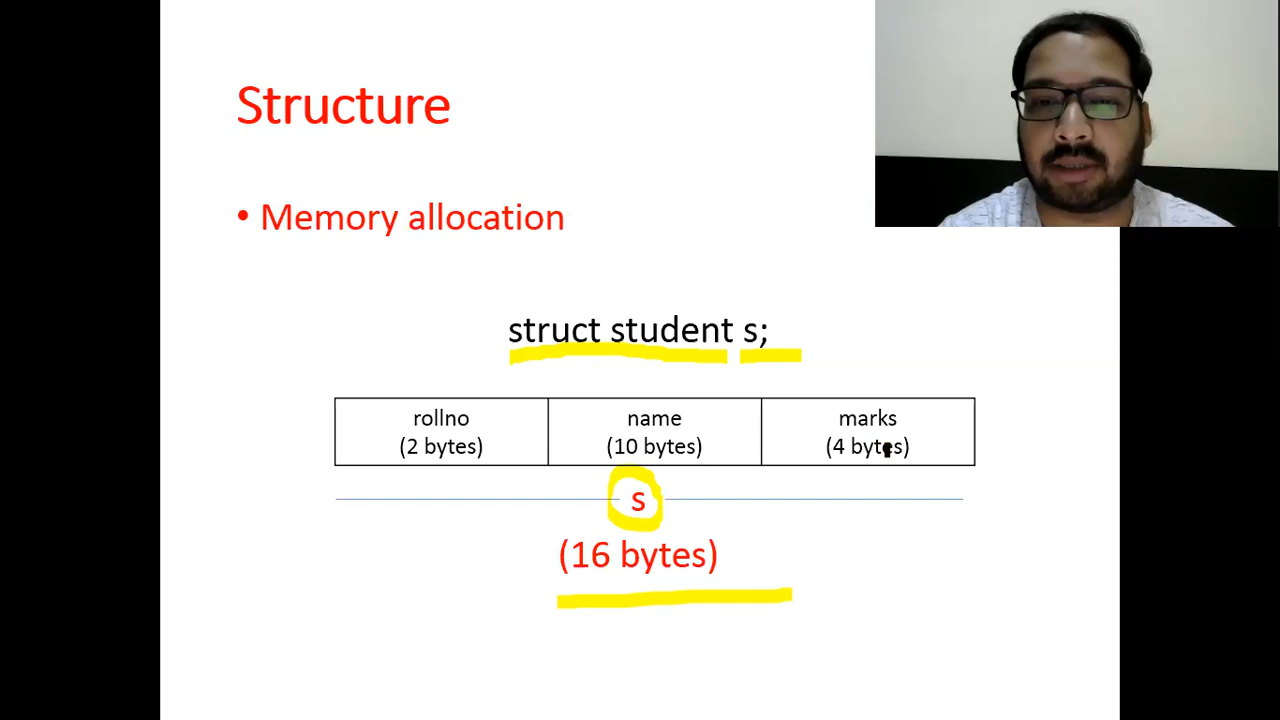 Structure
• Memory allocation
struct student s;
rollno name marks
(2 bytes) (10 bytes) (4 bytes)
s
(16 bytes)